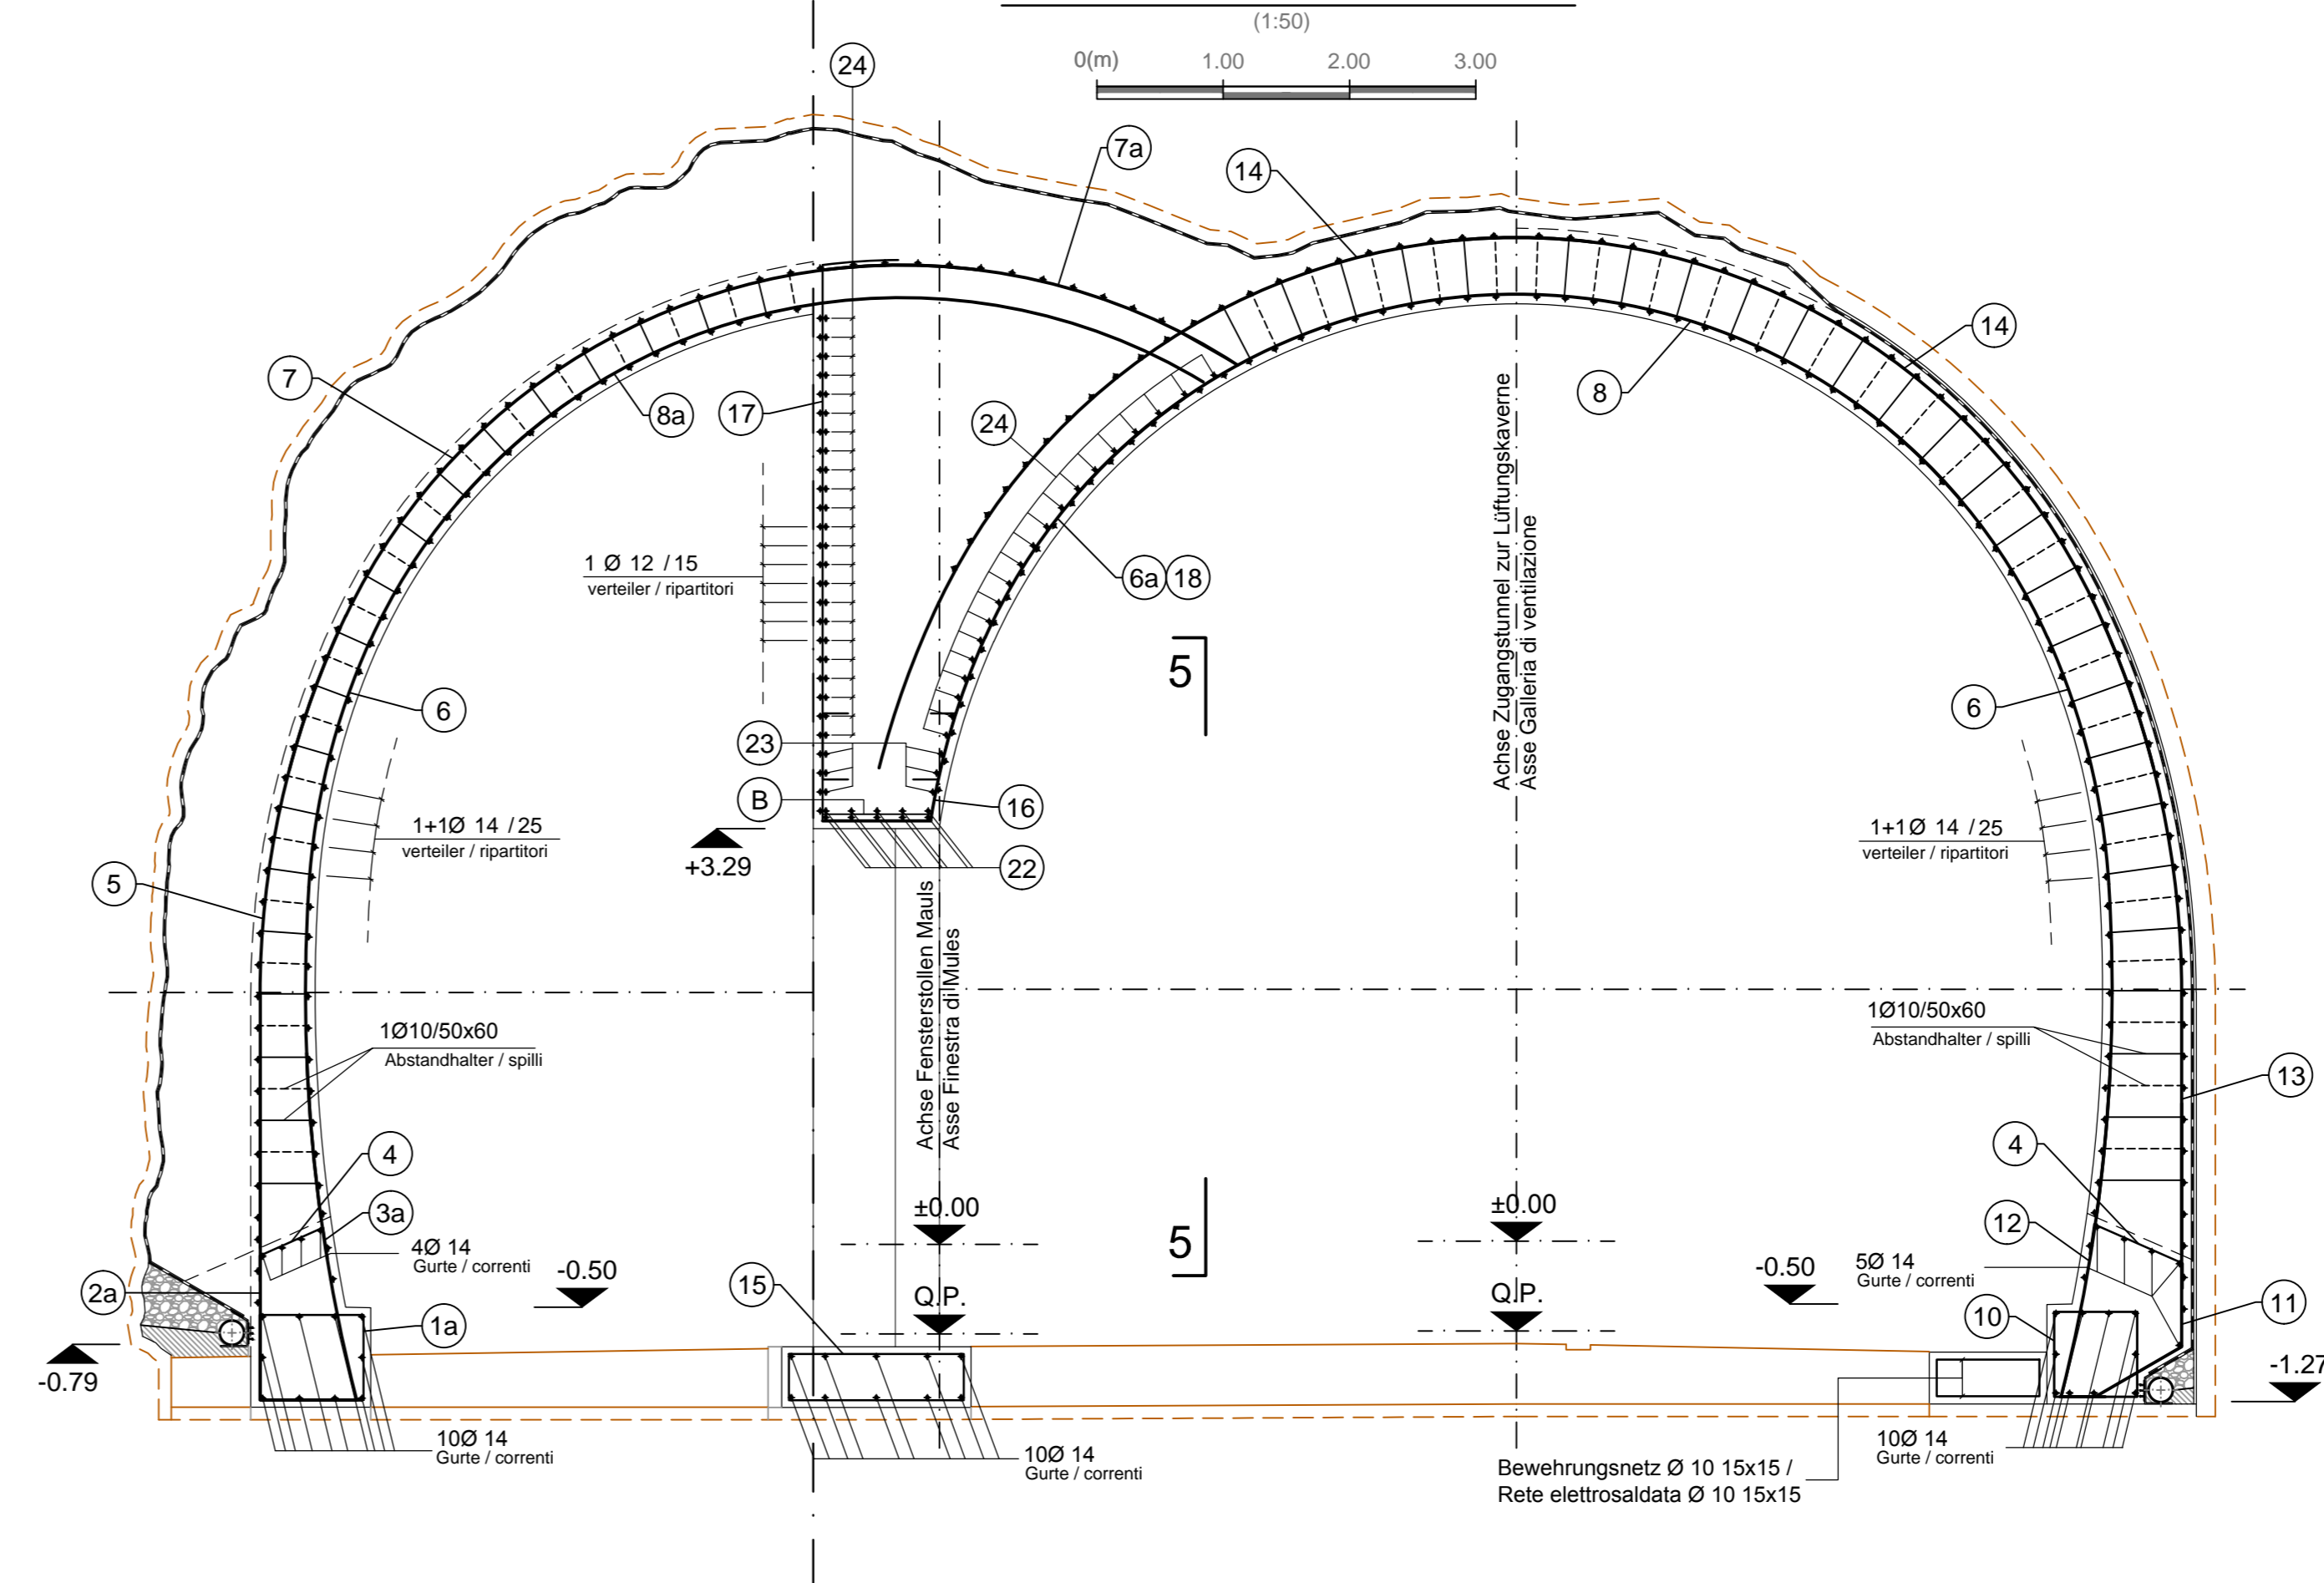 (1:50)
0(m) 1.00 2.00 3.00
24
7a
14
14
7
8a
17
8
24
1 Ø 12 /15
verteiler / ripartitori
6a 18
Achse Zugangstunnel zur Lüftungskaverne
Asse Galleria di ventilazione
5
6
6
23
B
16
1+1Ø 14 /25
verteiler / ripartitori
+3.29
22
1+1Ø 14 /25
verteiler / ripartitori
5
Achse Fensterstollen Mauls
Asse Finestra di Mules
1Ø10/50x60
Abstandhalter / spilli
1Ø10/50x60
Abstandhalter / spilli
13
4
4
3a
±0.00
±0.00
12
4Ø 14
Gurte / correnti
-0.50
5
-0.50
5Ø 14
Gurte / correnti
2a
15
Q.P.
Q.P.
1a
10
11
-0.79
-1.27
10Ø 14
Gurte / correnti
10Ø 14
Gurte / correnti
10Ø 14
Gurte / correnti
Bewehrungsnetz Ø 10 15x15 /
Rete elettrosaldata Ø 10 15x15